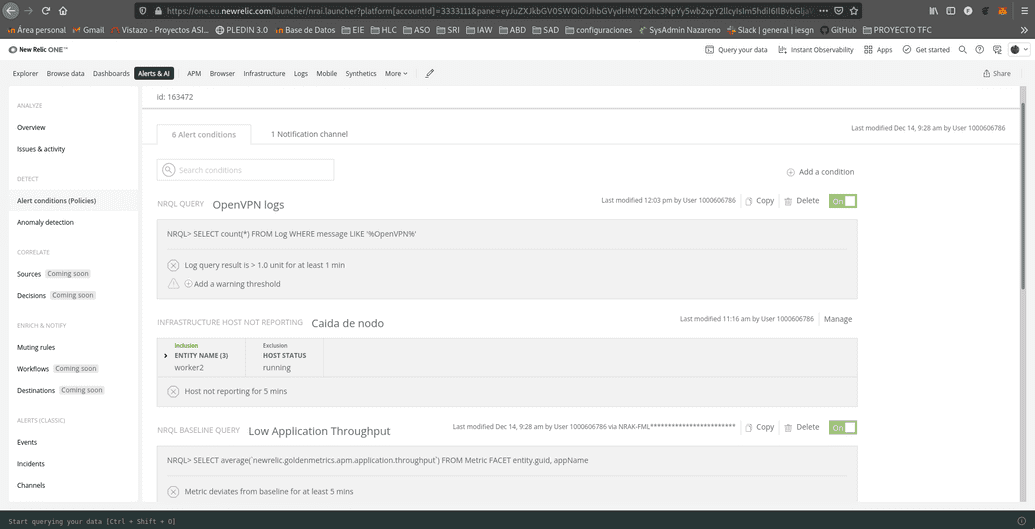 https://one.eu.newrelic.com/launcher/nrai.launcher?platform[accountId]=3333111&pane=
Área personal Gmail Vistazo - Proyectos ASI... PLEDIN 3.0 Base de Datos EIE HLC ASO SRI IAW ABD SAD configuraciones SysAdmin Nazareno Slack | general | iesgn GitHub PROYECTO TFC
New Relic ONE™ Query your data Instant Observability Apps Get started
Explorer Browse data Dashboards Alerts & AI APM Browser Infrastructure Logs Mobile Synthetics More Share
ANALYZE
Overview
Issues & activity
DETECT
Alert conditions (Policies)
Anomaly detection
CORRELATE
Sources Coming soon
Decisions Coming soon
ENRICH & NOTIFY
Muting rules
Workflows Coming soon
Destinations Coming soon
ALERTS (CLASSIC)
Events
Incidents
Channels
id: 163472
6 Alert conditions 1 Notification channel Last modified Dec 14, 9:28 am by User 1000606786
Search conditions Add a condition
NRQL QUERY OpenVPN logs Last modified 12:03 pm by User 1000606786 Copy Delete On
NRQL> SELECT count(*) FROM Log WHERE message LIKE '%OpenVPN%'
Log query result is > 1.0 unit for at least 1 min
Add a warning threshold
INFRASTRUCTURE HOST NOT REPORTING Caida de nodo Last modified 11:16 am by User 1000606786 Manage
Inclusion Exclusion
ENTITY NAME (3) HOST STATUS
worker2 running
Host not reporting for 5 mins
NRQL BASELINE QUERY Low Application Throughput Last modified Dec 14, 9:28 am by User 1000606786 via NRAK-FML************************ Copy Delete On
NRQL> SELECT average(`newrelic.goldenmetrics.apm.application.throughput`) FROM Metric FACET entity.guid, appName
Metric deviates from baseline for at least 5 mins
Start querying your data [Ctrl + Shift + O]